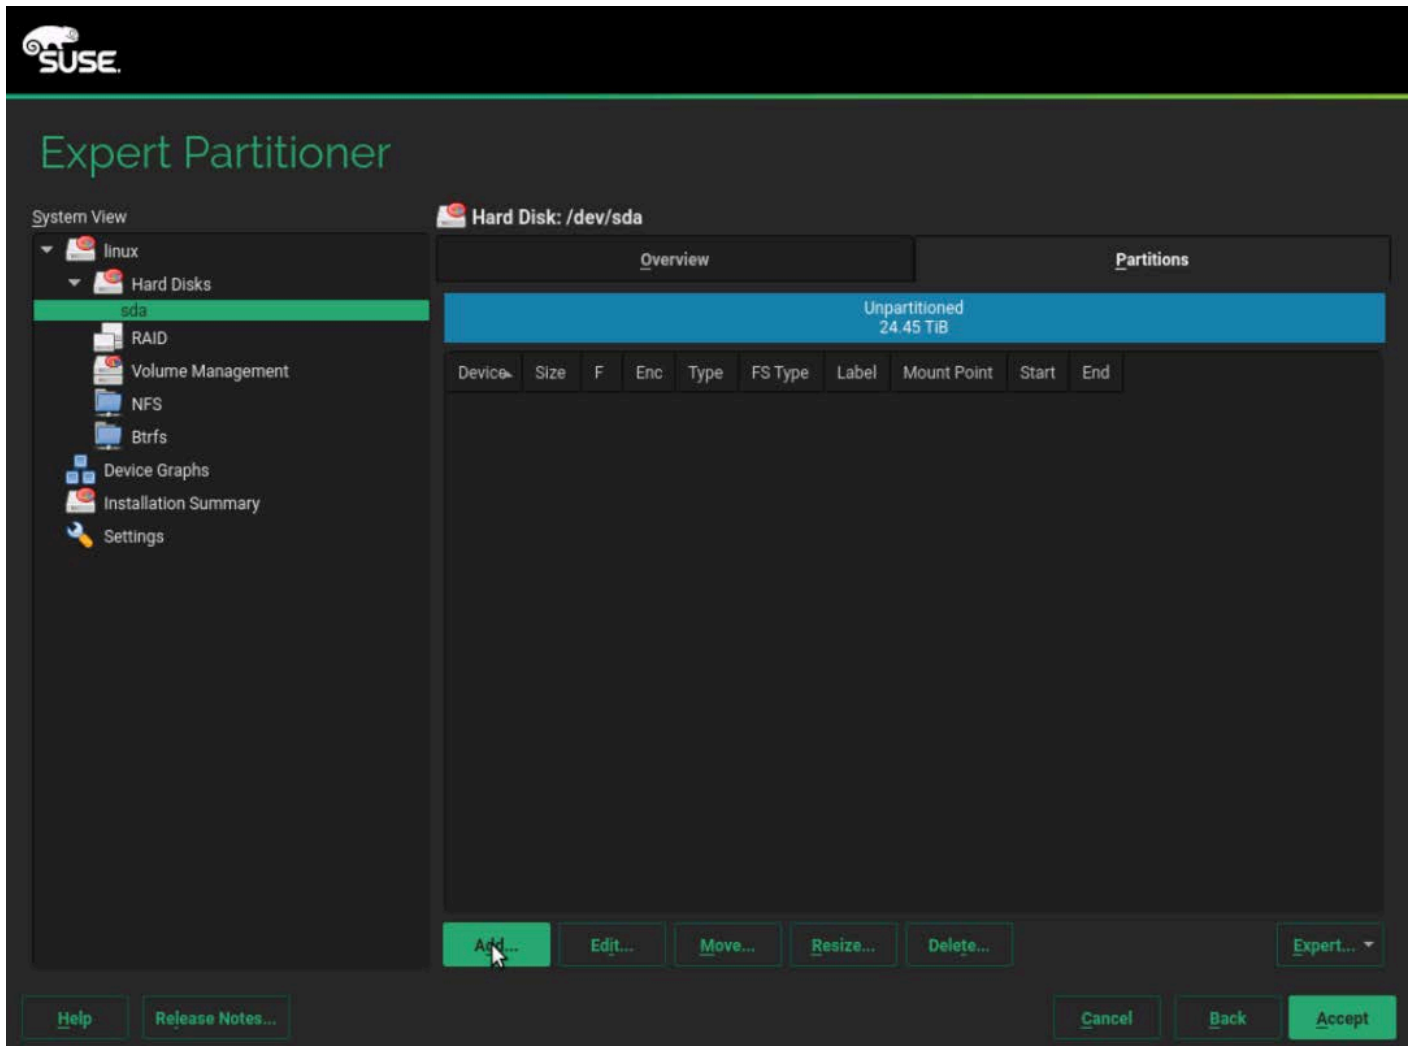 SUSE.
Expert Partitioner
System View
linux
Hard Disks
sda
RAID
Volume Management
NFS
Btrfs
Device Graphs
Installation Summary
Settings
Hard Disk: /dev/sda
Overview Partitions
Unpartitioned
24.45 TiB
Device Size F Enc Type FS Type Label Mount Point Start End
Add... Edit... Move... Resize... Delete... Expert...
Help Release Notes... Cancel Back Accept